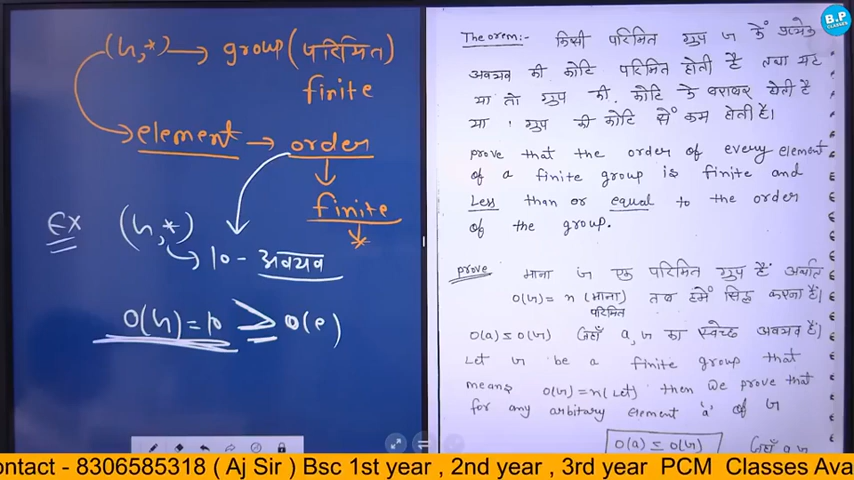 (G,*) → group (परिमित)
finite
element → order
finite
EX (G,*)
10 - अवयव
O(G)=10 ≥ O(e)
B.P
CLASSES
Theorem:- किसी परिमित ग्रुप G के प्रत्येक
अवयव की कोटि परिमित होती है तथा यह
या तो ग्रुप की कोटि के बराबर होती है
या ग्रुप की कोटि से कम होती है।
prove that the order of every element
of a finite group is finite and
Less than or equal to the order
of the group.
prove माना G एक परिमित ग्रुप है अर्थात
O(G)= n (माना) तब हमें सिद्ध करना है।
परिमित
O(a) ≤ O(G) जहाँ a, G का स्वेच्छ अवयव है।
Let G be a finite group that
means O(G)=n (Let) then we prove that
for any arbitrary element 'a' of G
O(a) ≤ O(G) जहाँ G
ontact - 8306585318 ( Aj Sir ) Bsc 1st year , 2nd year , 3rd year PCM Classes Ava